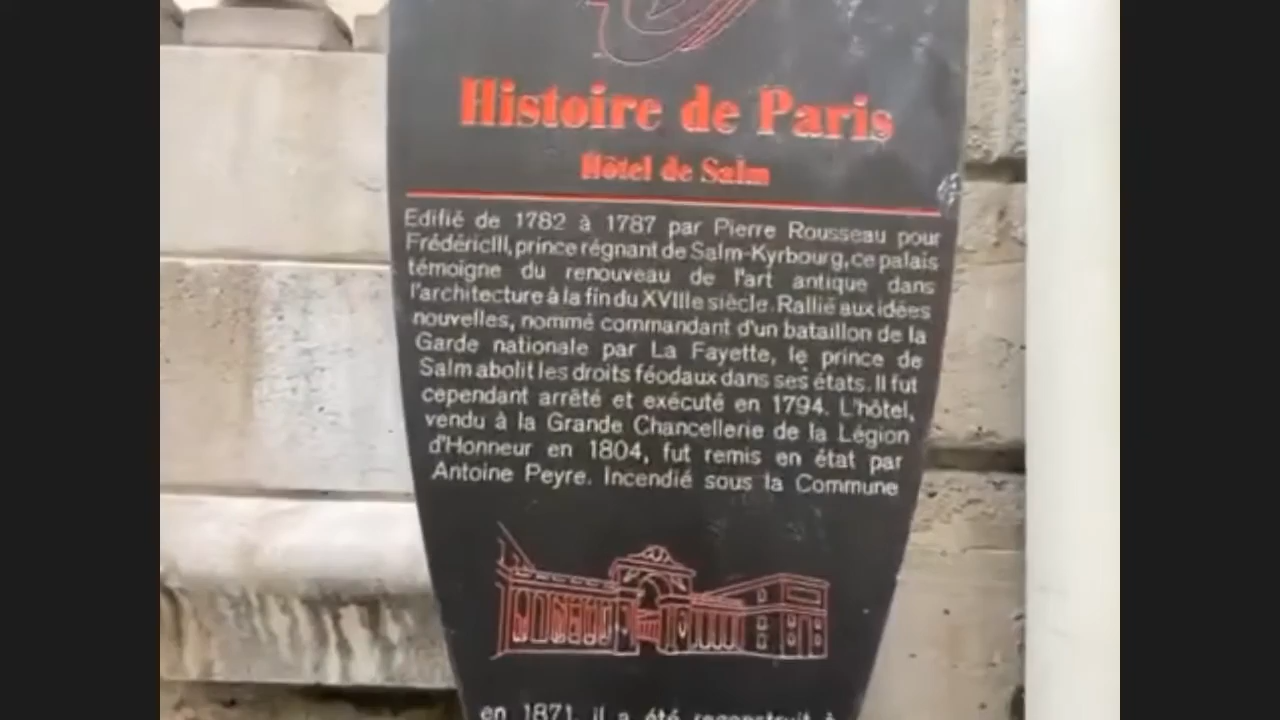 Histoire de Paris
Hôtel de Salm
Edifié de 1782 à 1787 par Pierre Rousseau pour
FrédéricIII, prince régnant de Salm-Kyrbourg, ce palais
témoigne du renouveau de l'art antique dans
l'architecture à la fin du XVIIIe siècle. Rallié aux idées
nouvelles, nommé commandant d'un bataillon de la
Garde nationale par La Fayette, le prince de
Salm abolit les droits féodaux dans ses états. Il fut
cependant arrêté et exécuté en 1794. L'hôtel,
vendu à la Grande Chancellerie de la Légion
d'Honneur en 1804, fut remis en état par
Antoine Peyre. Incendié sous la Commune
en 1871, il a été reconstruit à